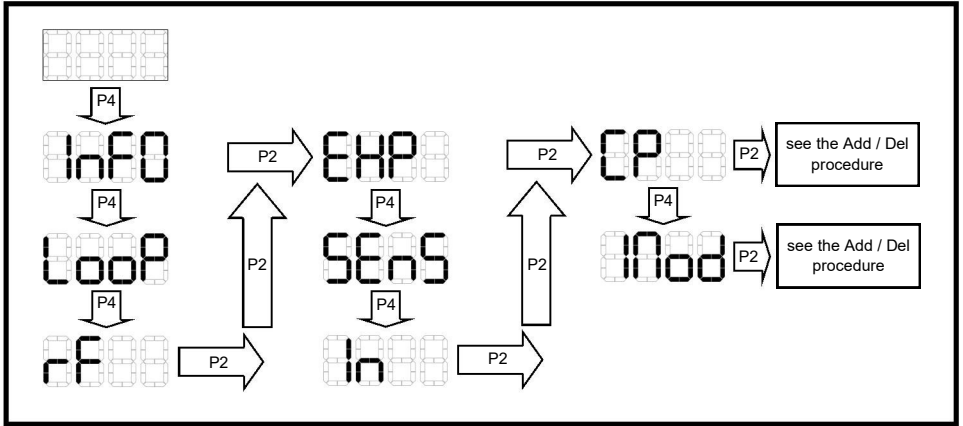 P4
InFO
P4
LooP
P4
rF
P2
P2
P2
EHP
P4
SEnS
P4
In
P2
P2
P2
CP
P2
see the Add / Del
procedure
P4
IMod
P2
see the Add / Del
procedure